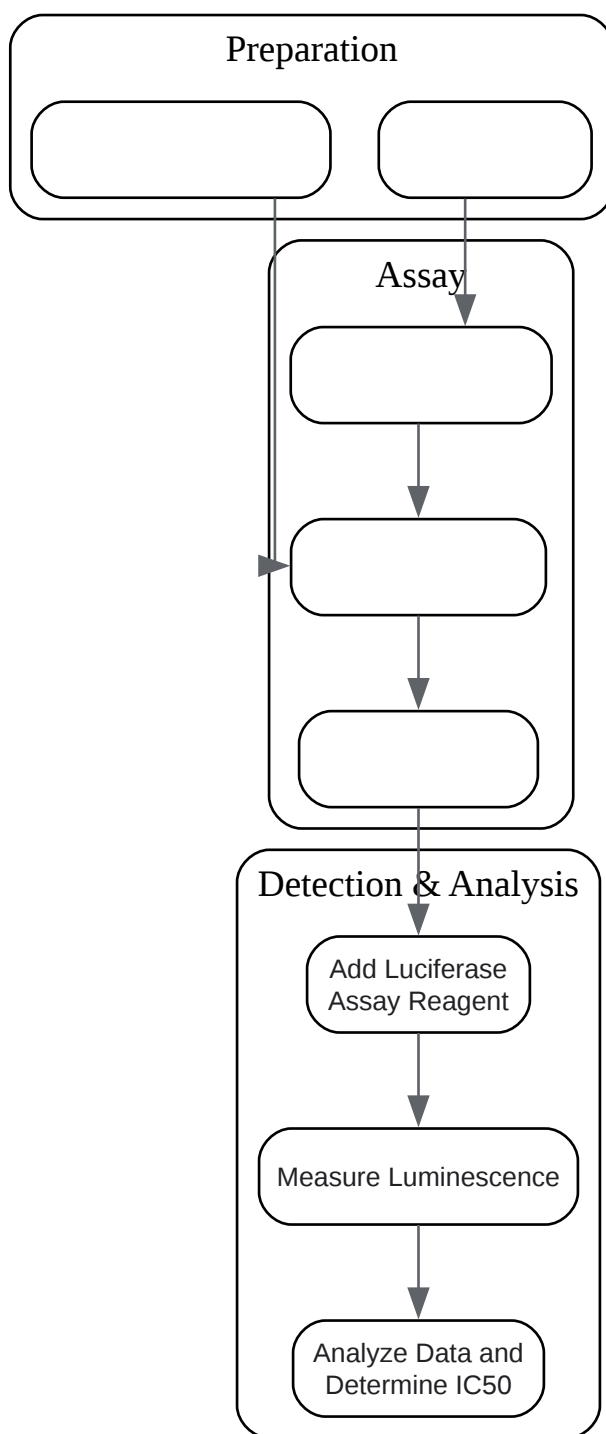 Preparation
Assay
Detection & Analysis
Add Luciferase
Assay Reagent
Measure Luminescence
Analyze Data and
Determine IC50